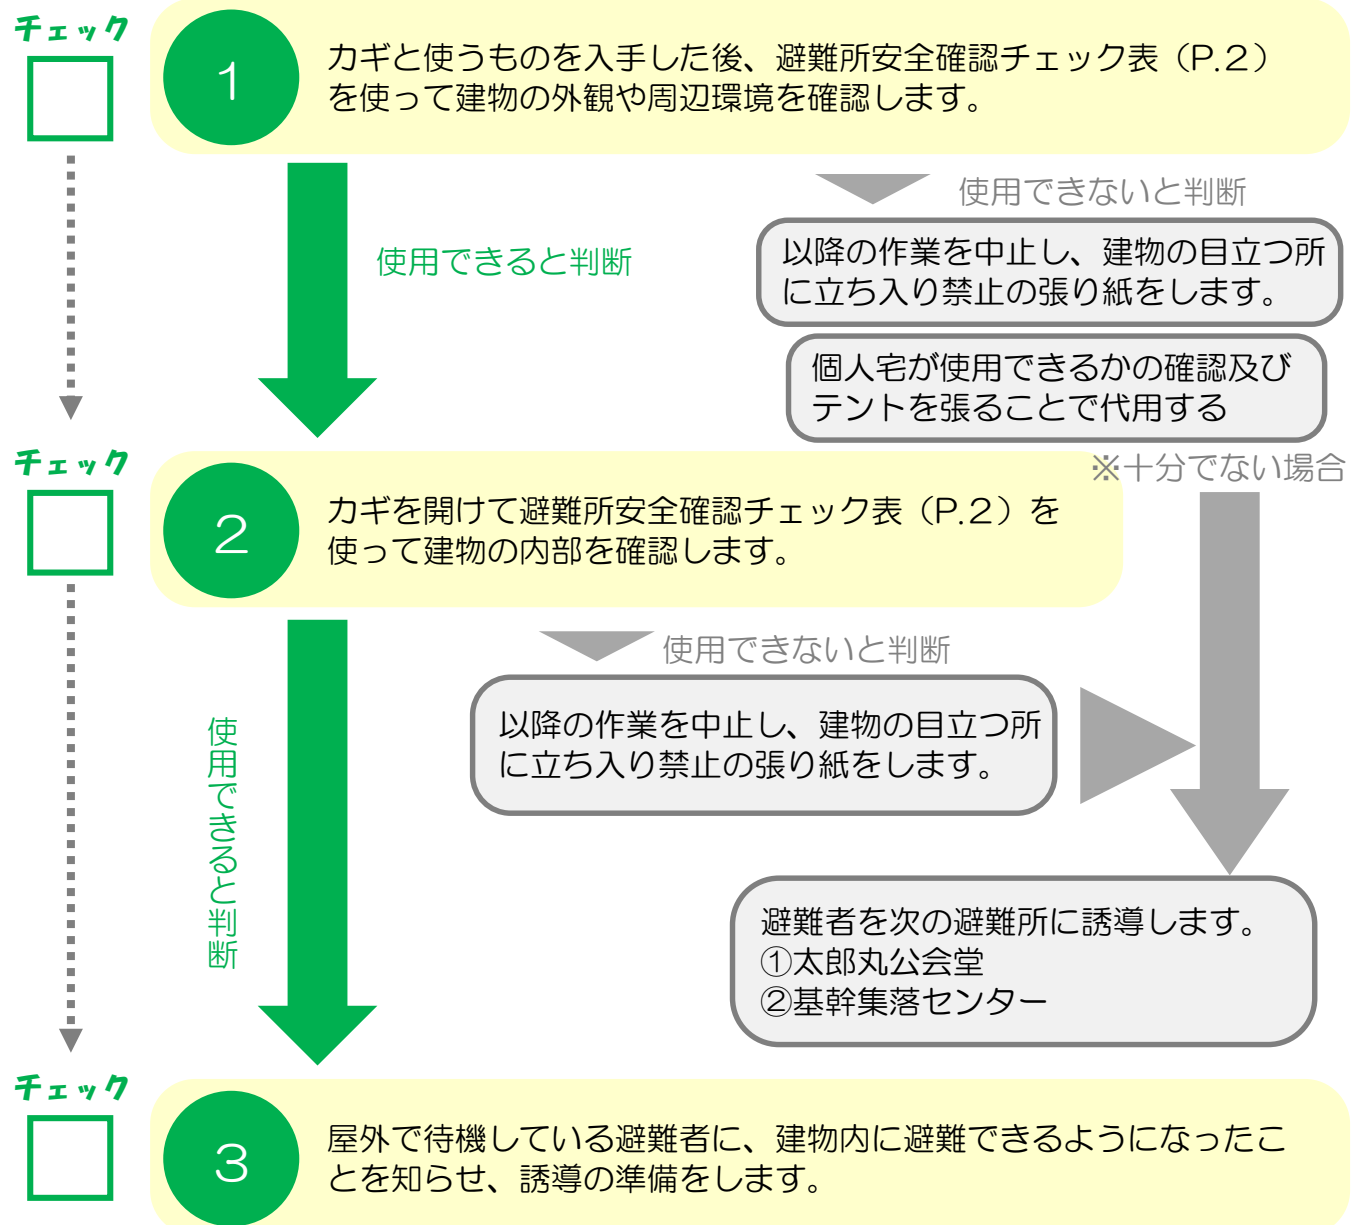 チェック
1
カギと使うものを入手した後、避難所安全確認チェック表（P.2）
を使って建物の外観や周辺環境を確認します。
使用できると判断
使用できないと判断
以降の作業を中止し、建物の目立つ所
に立ち入り禁止の張り紙をします。
個人宅が使用できるかの確認及び
テントを張ることで代用する
※十分でない場合
チェック
2
カギを開けて避難所安全確認チェック表（P.2）を
使って建物の内部を確認します。
使用できないと判断
以降の作業を中止し、建物の目立つ所
に立ち入り禁止の張り紙をします。
使用できると判断
避難者を次の避難所に誘導します。
①太郎丸公会堂
②基幹集落センター
チェック
3
屋外で待機している避難者に、建物内に避難できるようになったこ
とを知らせ、誘導の準備をします。